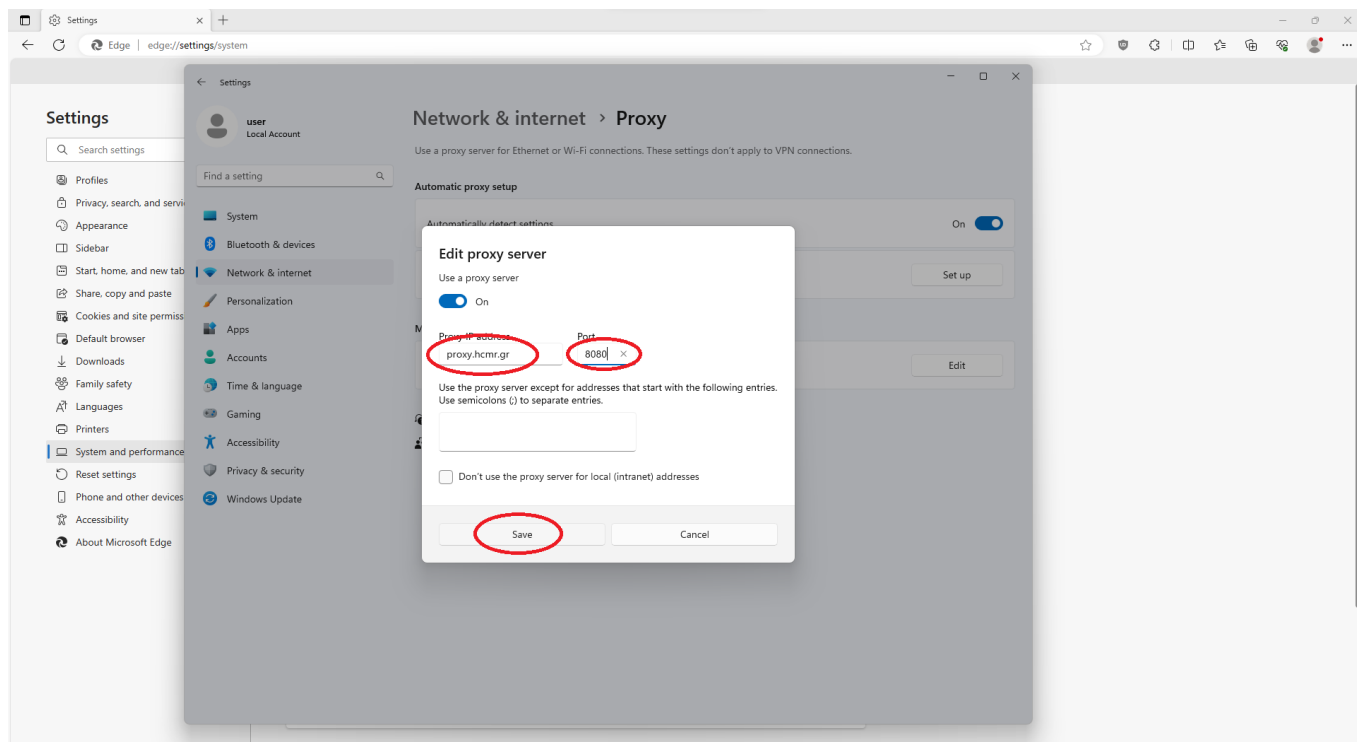 Settings
Edge | edge://settings/system
Settings
Search settings
Profiles
Privacy, search, and servi
Appearance
Sidebar
Start, home, and new tab
Share, copy and paste
Cookies and site permiss
Default browser
Downloads
Family safety
Languages
Printers
System and performance
Reset settings
Phone and other devices
Accessibility
About Microsoft Edge
Settings
user
Local Account
Find a setting
System
Bluetooth & devices
Network & internet
Personalization
Apps
Accounts
Time & language
Gaming
Accessibility
Privacy & security
Windows Update
Network & internet > Proxy
Use a proxy server for Ethernet or Wi-Fi connections. These settings don't apply to VPN connections.
Automatic proxy setup
Automatically detect settings
On
Set up
M
Edit
Edit proxy server
Use a proxy server
On
Proxy IP address
Port
proxy.hcmr.gr
8080
Use the proxy server except for addresses that start with the following entries.
Use semicolons (;) to separate entries.
Don't use the proxy server for local (intranet) addresses
Save
Cancel